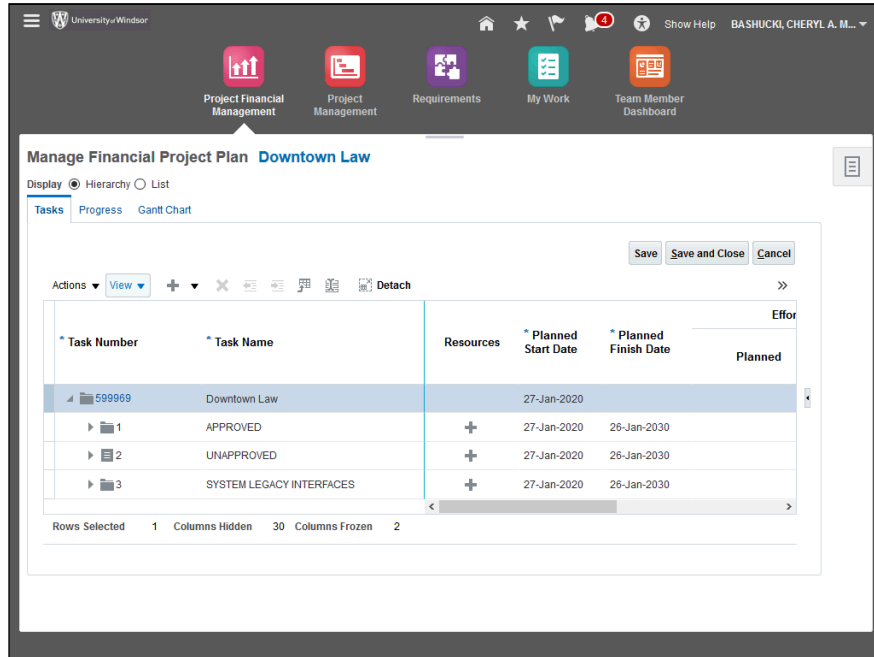 University of Windsor
4
Show Help
BASHUCKI, CHERYL A. M...
Project Financial
Management
Project
Management
Requirements
My Work
Team Member
Dashboard
Manage Financial Project Plan Downtown Law
Display Hierarchy List
Tasks Progress Gantt Chart
Save Save and Close Cancel
Actions View Detach »
Effor
* Task Number * Task Name Resources * Planned
Start Date * Planned
Finish Date Planned
599969 Downtown Law 27-Jan-2020
1 APPROVED 27-Jan-2020 26-Jan-2030
2 UNAPPROVED 27-Jan-2020 26-Jan-2030
3 SYSTEM LEGACY INTERFACES 27-Jan-2020 26-Jan-2030
Rows Selected 1 Columns Hidden 30 Columns Frozen 2